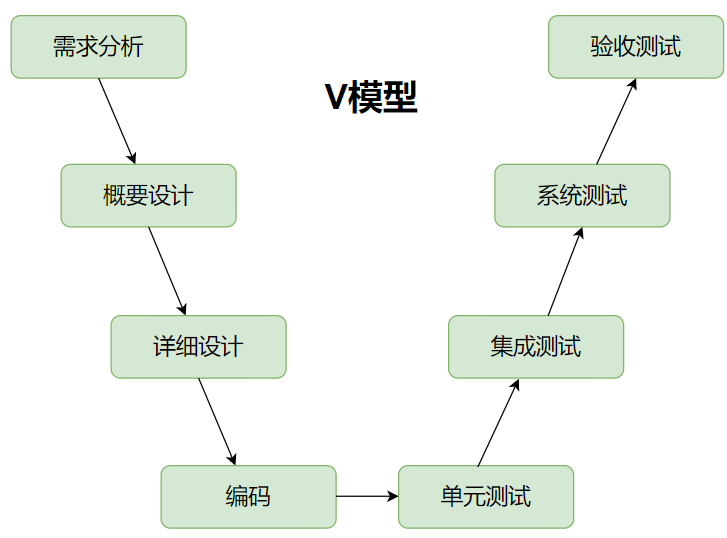 需求分析
验收测试
V模型
概要设计
系统测试
详细设计
集成测试
编码
单元测试